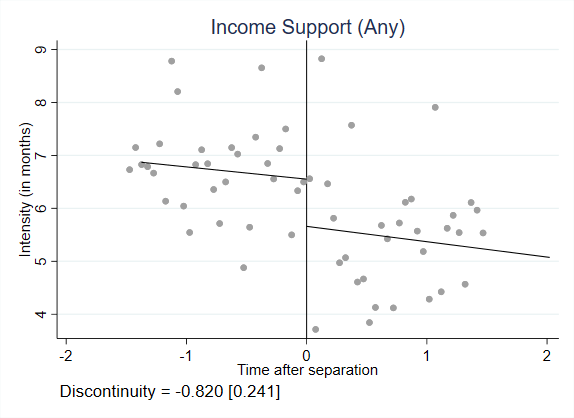 Income Support (Any)
Intensity (in months)
9
8
7
6
5
4
-2 -1 0 1 2
Time after separation
Discontinuity = -0.820 [0.241]